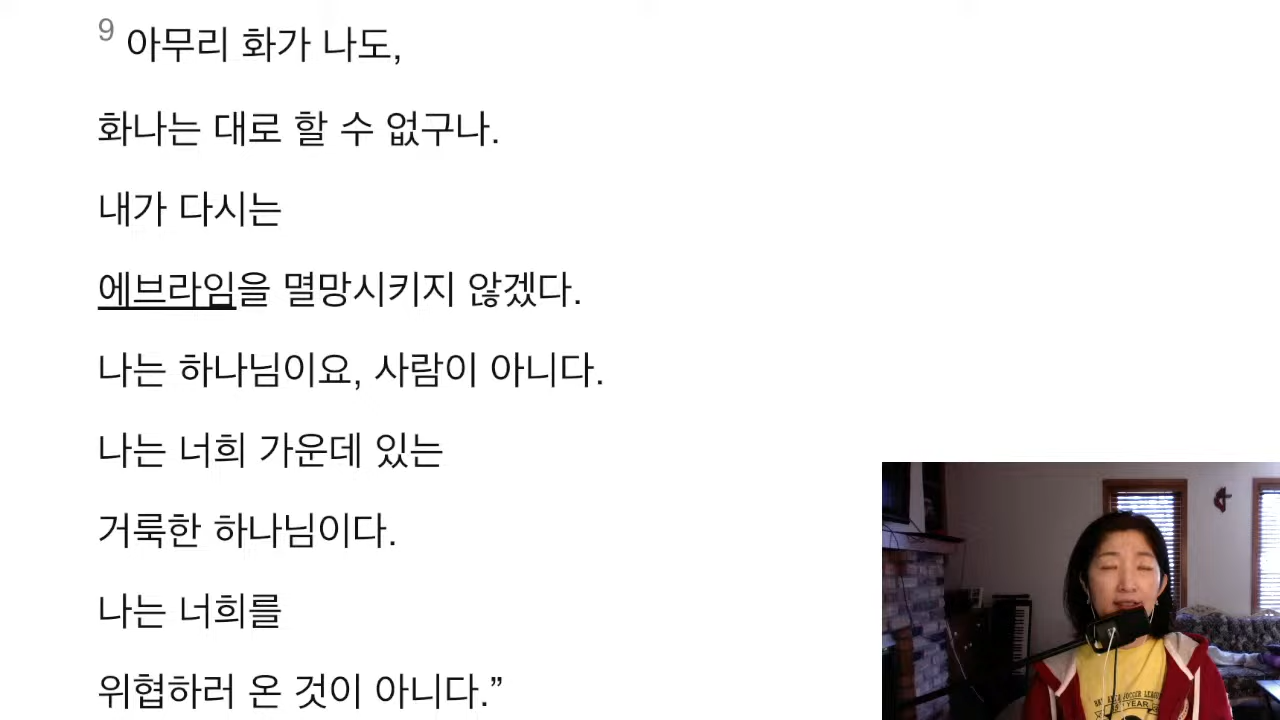 9 아무리 화가 나도,
화나는 대로 할 수 없구나.
내가 다시는
에브라임을 멸망시키지 않겠다.
나는 하나님이요, 사람이 아니다.
나는 너희 가운데 있는
거룩한 하나님이다.
나는 너희를
위협하러 온 것이 아니다.”
SOCCER LEAGUE
YEAR